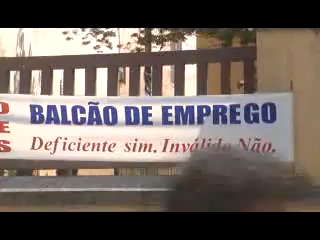 BALCÃO DE EMPREGO
Deficiente sim. Inválido Não.